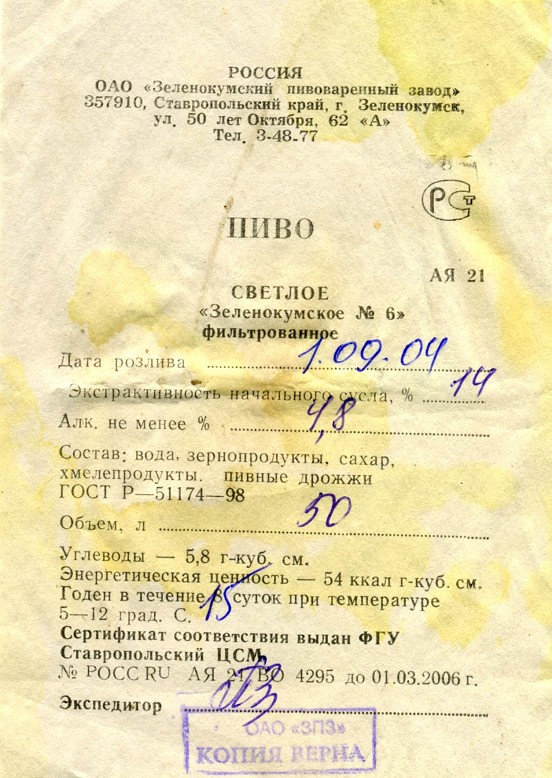 РОССИЯ
ОАО «Зеленокумский пивоваренный завод»
357910, Ставропольский край, г. Зеленокумск,
ул. 50 лет Октября, 62 «А»
Тел. 3-48-77
РСТ
ПИВО
АЯ 21
СВЕТЛОЕ
«Зеленокумское № 6»
фильтрованное
Дата розлива 1.09.04
Экстрактивность начального сусла, % 14
Алк. не менее % 4,8
Состав: вода, зернопродукты, сахар,
хмелепродукты. пивные дрожжи
ГОСТ Р—51174—98
Объем, л 50
Углеводы — 5,8 г-куб. см.
Энергетическая ценность — 54 ккал г-куб. см.
Годен в течение 8 суток при температуре
5—12 град. С. 15
Сертификат соответствия выдан ФГУ
Ставропольский ЦСМ
№ РОСС RU АЯ 21 ВО 4295 до 01.03.2006 г.
Экспедитор
ОАО «ЗПЗ»
КОПИЯ ВЕРНА